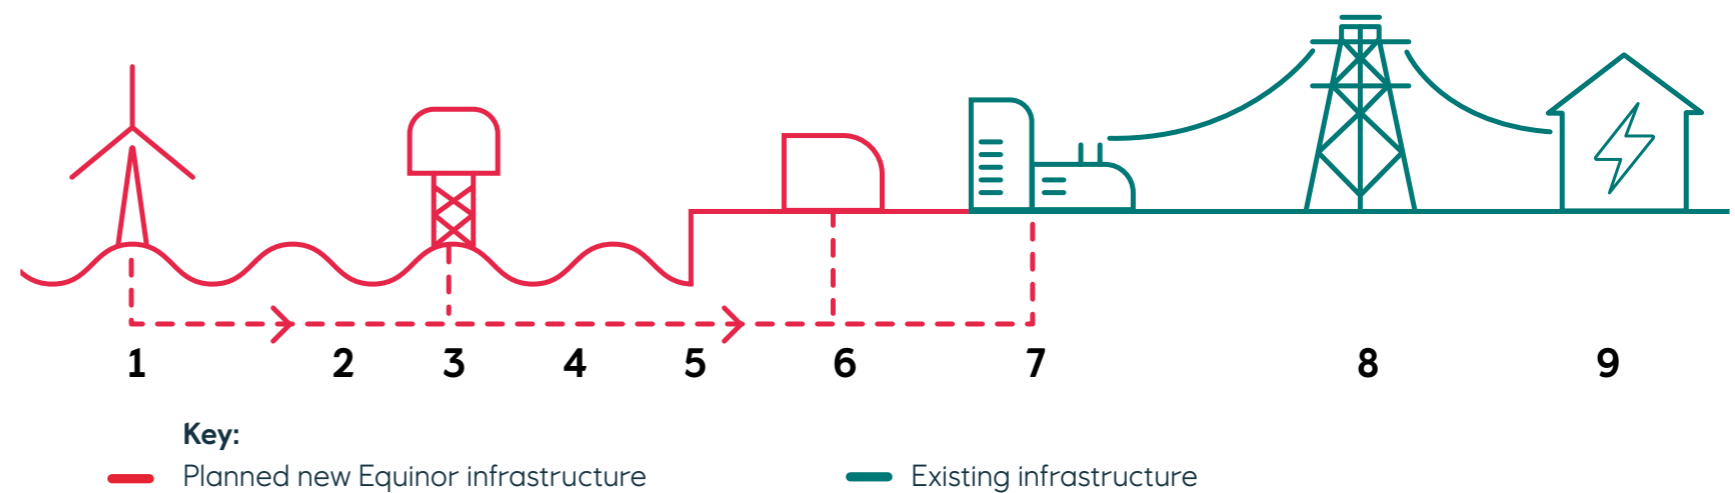 1 2 3 4 5 6 7 8 9
Key:
Planned new Equinor infrastructure Existing infrastructure